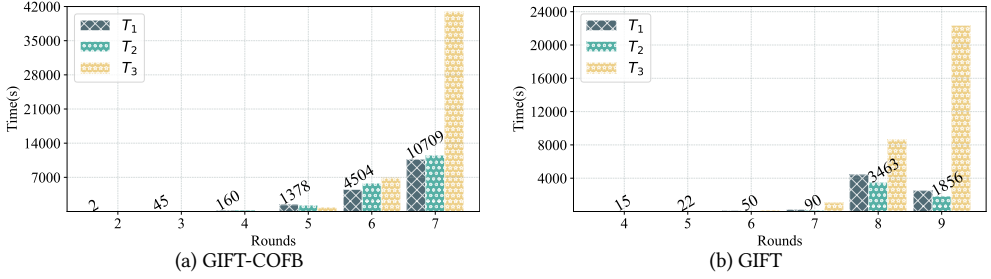 42000
35000
28000
21000
14000
7000
Time(s)
T1
T2
T3
2
45
160
1378
4504
10709
2 3 4 5 6 7
Rounds
(a) GIFT-COFB
24000
20000
16000
12000
8000
4000
Time(s)
T1
T2
T3
15
22
50
90
3463
1856
4 5 6 7 8 9
Rounds
(b) GIFT